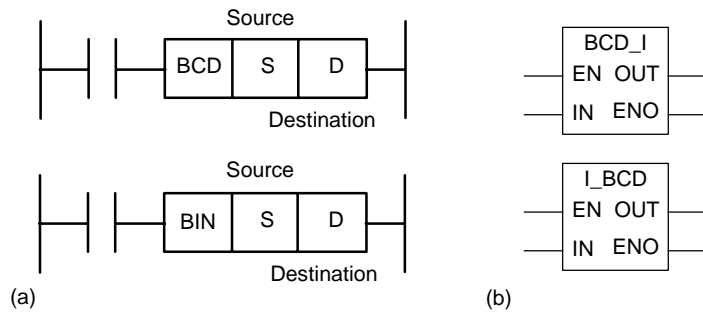 Source
BCD S D
Destination
Source
BIN S D
Destination
(a)
BCD_I
EN OUT
IN ENO
I_BCD
EN OUT
IN ENO
(b)